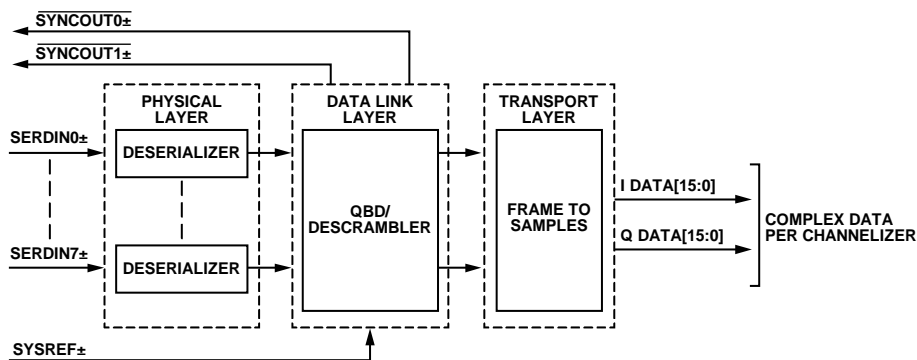 SYNCOUT0±
SYNCOUT1±
PHYSICAL
LAYER
DATA LINK
LAYER
TRANSPORT
LAYER
SERDIN0±
DESERIALIZER
QBD/
DESCRAMBLER
FRAME TO
SAMPLES
I DATA[15:0]
Q DATA[15:0]
COMPLEX DATA
PER CHANNELIZER
SERDIN7±
DESERIALIZER
SYSREF±